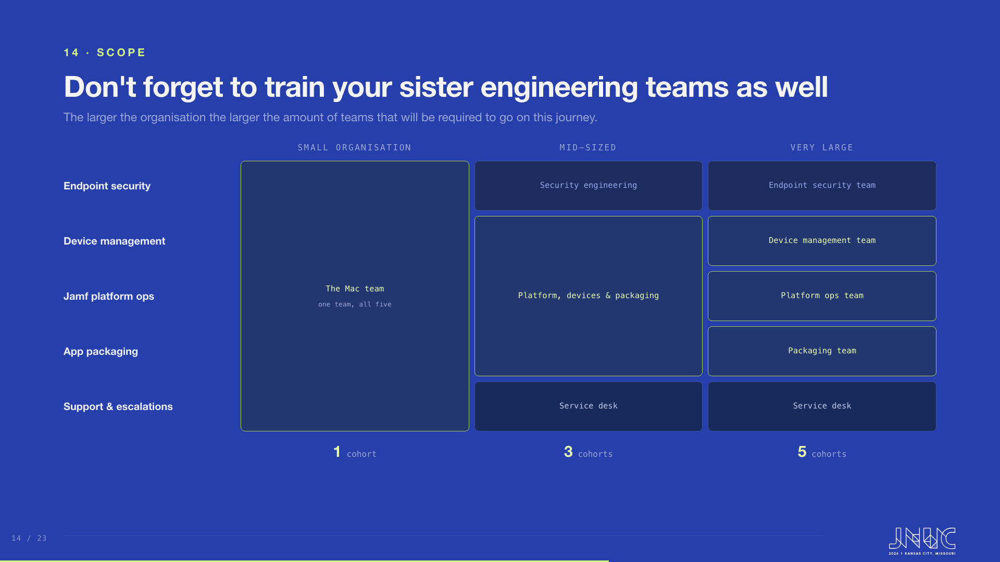 14 · SCOPE
Don't forget to train your sister engineering teams as well
The larger the organisation the larger the amount of teams that will be required to go on this journey.
SMALL ORGANISATION
MID-SIZED
VERY LARGE
Endpoint security
Security engineering
Endpoint security team
Device management
Device management team
Jamf platform ops
The Mac team
one team, all five
Platform, devices & packaging
Platform ops team
App packaging
Packaging team
Support & escalations
Service desk
Service desk
1 cohort
3 cohorts
5 cohorts
14 / 23
JNUC
2026 | KANSAS CITY, MISSOURI